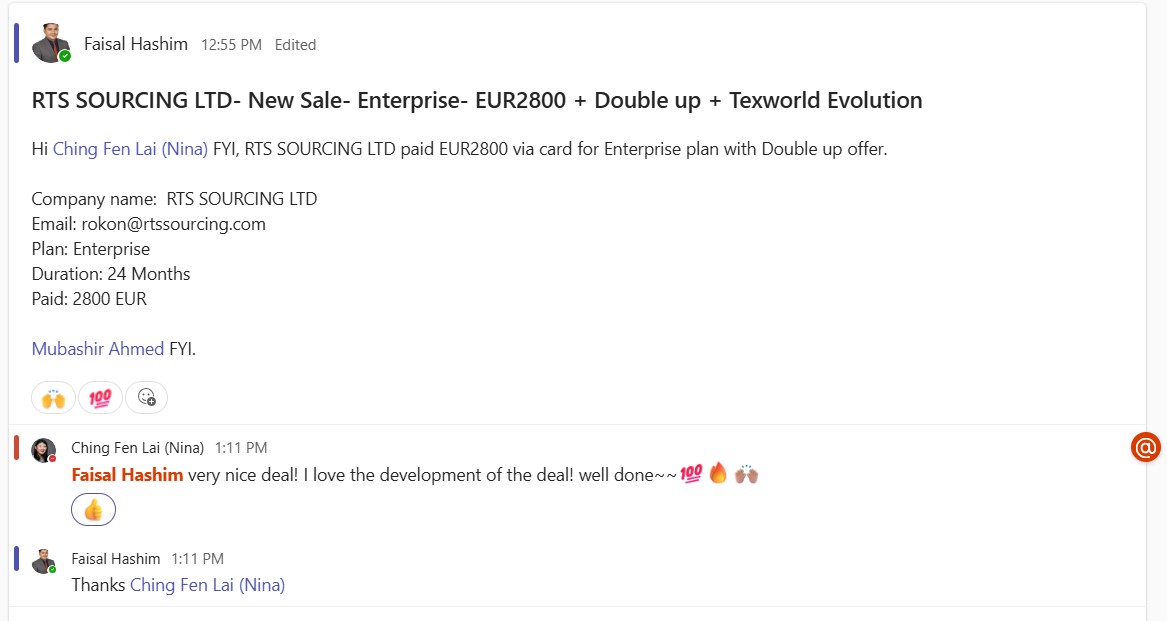 Faisal Hashim 12:55 PM Edited
RTS SOURCING LTD- New Sale- Enterprise- EUR2800 + Double up + Texworld Evolution
Hi Ching Fen Lai (Nina) FYI, RTS SOURCING LTD paid EUR2800 via card for Enterprise plan with Double up offer.
Company name:  RTS SOURCING LTD
Email: rokon@rtssourcing.com
Plan: Enterprise
Duration: 24 Months
Paid: 2800 EUR
Mubashir Ahmed FYI.
💯
Ching Fen Lai (Nina) 1:11 PM
@
Faisal Hashim very nice deal! I love the development of the deal! well done~~💯🔥🙌🏽
Faisal Hashim 1:11 PM
Thanks Ching Fen Lai (Nina)